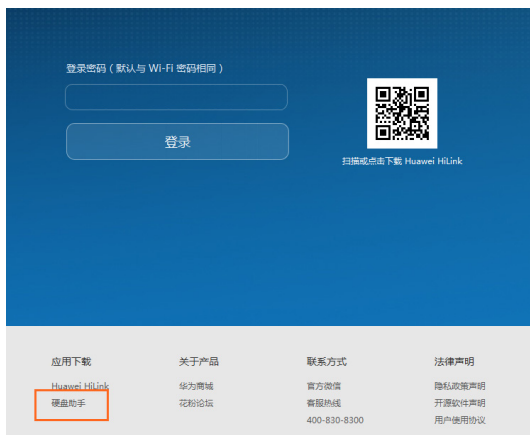 登录密码 ( 默认与 Wi-Fi 密码相同 )
登录
扫描或点击下载 Huawei HiLink
应用下载
Huawei HiLink
硬盘助手
关于产品
华为商城
花粉论坛
联系方式
官方微信
客服热线
400-830-8300
法律声明
隐私政策声明
开源软件声明
用户使用协议